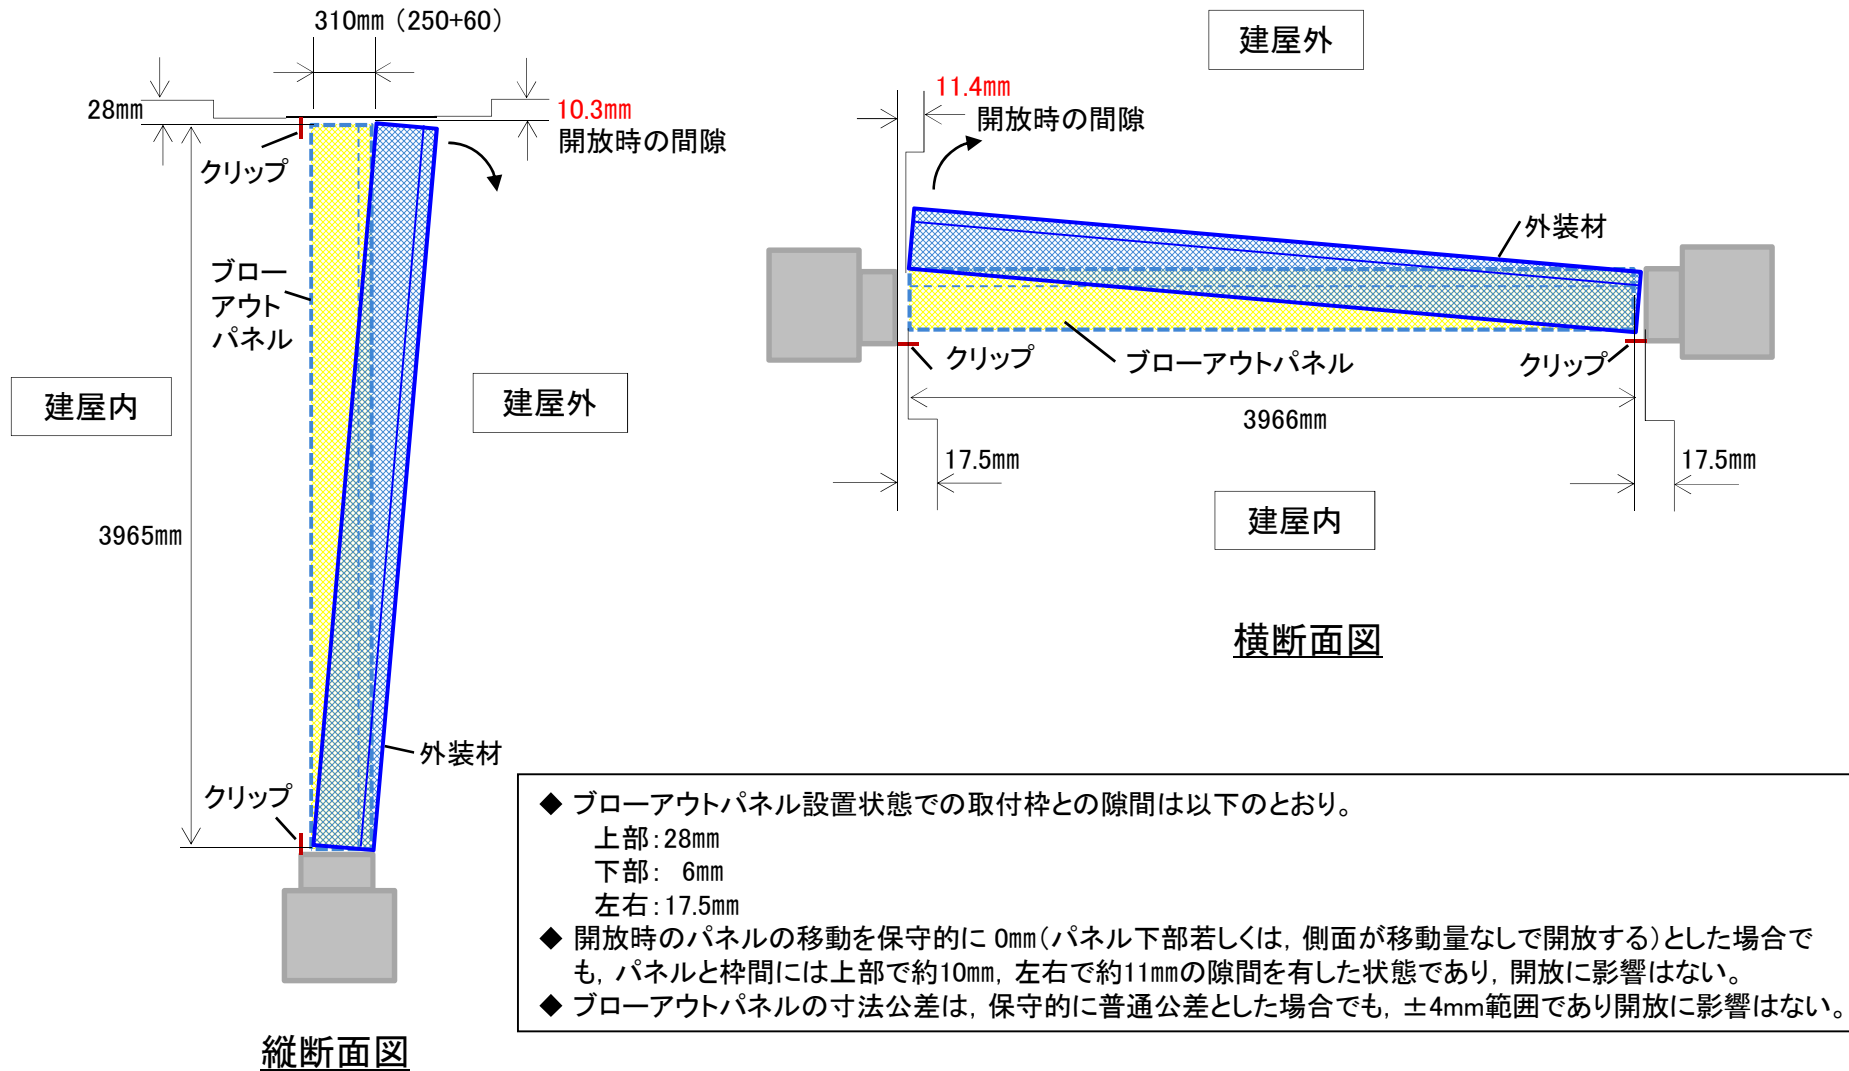 310mm (250+60)
28mm
10.3mm
開放時の間隙
クリップ
ブロー
アウト
パネル
建屋内
建屋外
3965mm
外装材
クリップ
縦断面図
建屋外
11.4mm
開放時の間隙
外装材
クリップ
ブローアウトパネル
クリップ
3966mm
17.5mm
17.5mm
建屋内
横断面図
◆ ブローアウトパネル設置状態での取付枠との隙間は以下のとおり。
上部：28mm
下部： 6mm
左右：17.5mm
◆ 開放時のパネルの移動を保守的に 0mm（パネル下部若しくは，側面が移動量なしで開放する）とした場合で
も，パネルと枠間には上部で約10mm，左右で約11mmの隙間を有した状態であり，開放に影響はない。
◆ ブローアウトパネルの寸法公差は，保守的に普通公差とした場合でも，±4mm範囲であり開放に影響はない。